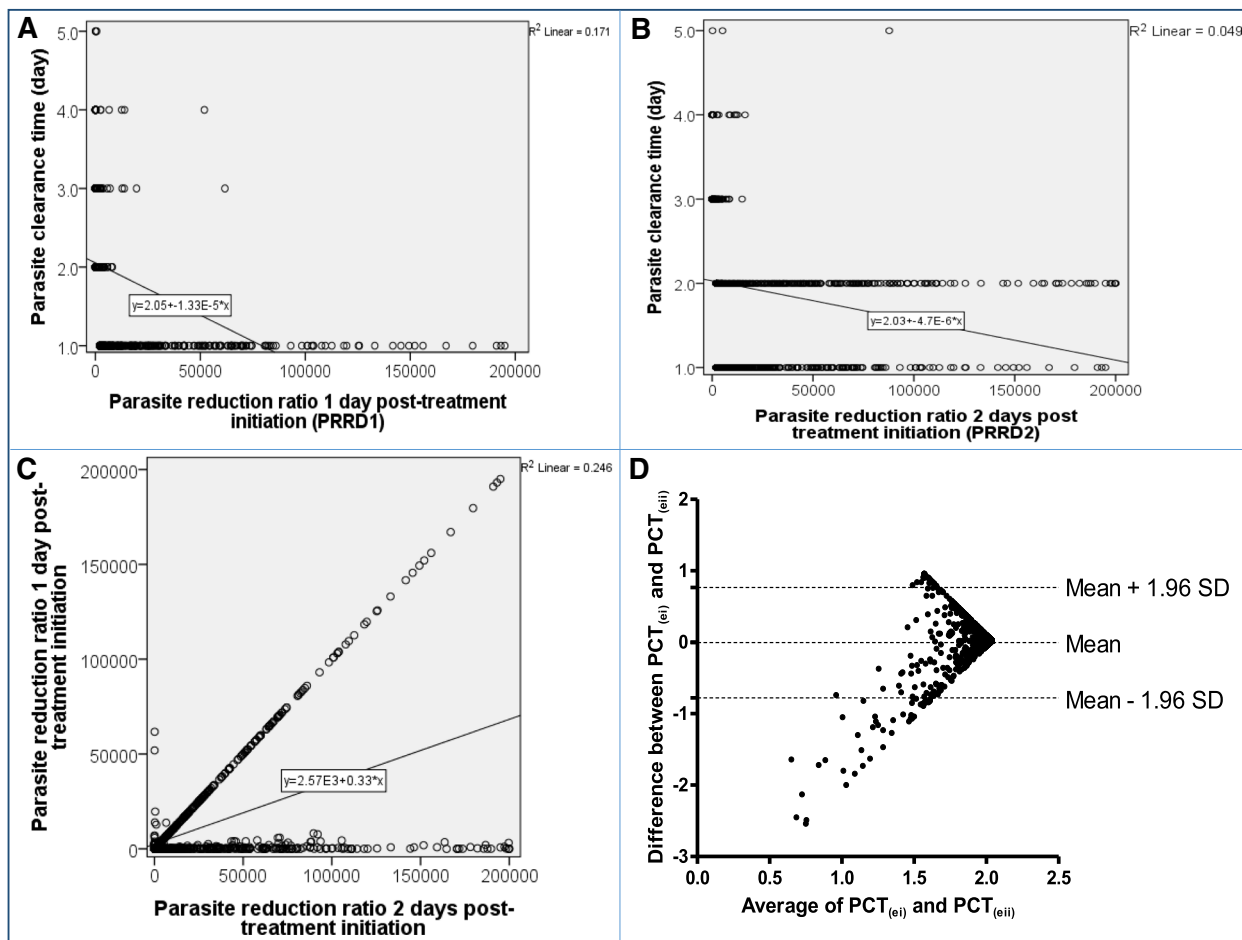 A
R² Linear = 0.171
5.0
4.0
3.0
2.0
1.0
Parasite clearance time (day)
y=2.05+-1.33E-5*x
0 50000 100000 150000 200000
Parasite reduction ratio 1 day post-treatment
initiation (PRRD1)
B
R² Linear = 0.049
5.0
4.0
3.0
2.0
1.0
Parasite clearance time (day)
y=2.03+-4.7E-6*x
0 50000 100000 150000 200000
Parasite reduction ratio 2 days post
treatment initiation (PRRD2)
C
R² Linear = 0.246
200000
150000
100000
50000
0
Parasite reduction ratio 1 day post-
treatment initiation
y=2.57E3+0.33*x
0 50000 100000 150000 200000
Parasite reduction ratio 2 days post-
treatment initiation
D
2
1
0
-1
-2
-3
Difference between PCT(ei) and PCT(eii)
Mean + 1.96 SD
Mean
Mean - 1.96 SD
0.0 0.5 1.0 1.5 2.0 2.5
Average of PCT(ei) and PCT(eii)